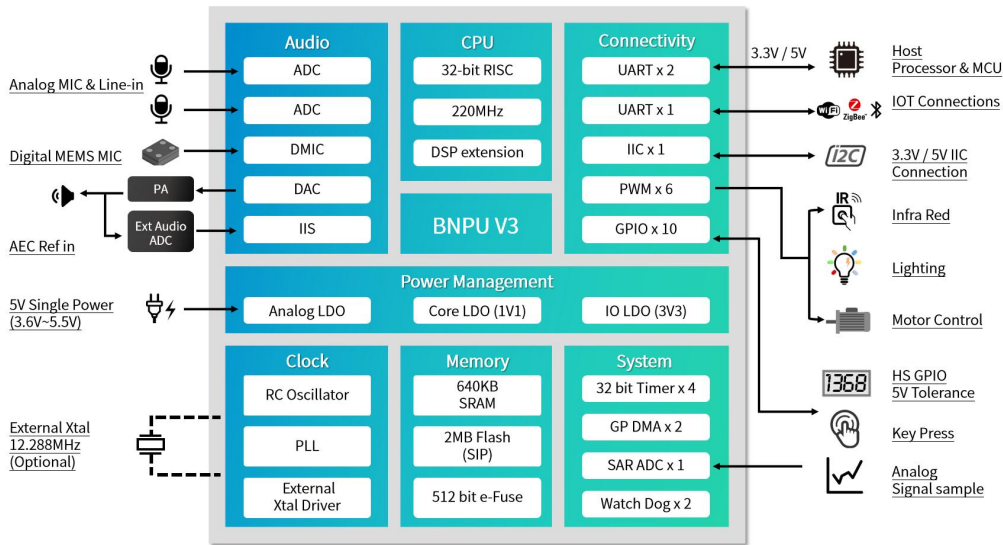 Analog MIC & Line-in
Digital MEMS MIC
PA
Ext Audio
ADC
AEC Ref in
5V Single Power
(3.6V~5.5V)
External Xtal
12.288MHz
(Optional)
Audio
ADC
ADC
DMIC
DAC
IIS
CPU
32-bit RISC
220MHz
DSP extension
BNPU V3
Connectivity
UART x 2
UART x 1
IIC x 1
PWM x 6
GPIO x 10
Power Management
Analog LDO
Core LDO (1V1)
IO LDO (3V3)
Clock
RC Oscillator
PLL
External
Xtal Driver
Memory
640KB
SRAM
2MB Flash
(SIP)
512 bit e-Fuse
System
32 bit Timer x 4
GP DMA x 2
SAR ADC x 1
Watch Dog x 2
3.3V / 5V
Host
Processor & MCU
WiFi
ZigBee
IOT Connections
I2C
3.3V / 5V IIC
Connection
IR
Infra Red
Lighting
Motor Control
1368
HS GPIO
5V Tolerance
Key Press
Analog
Signal sample